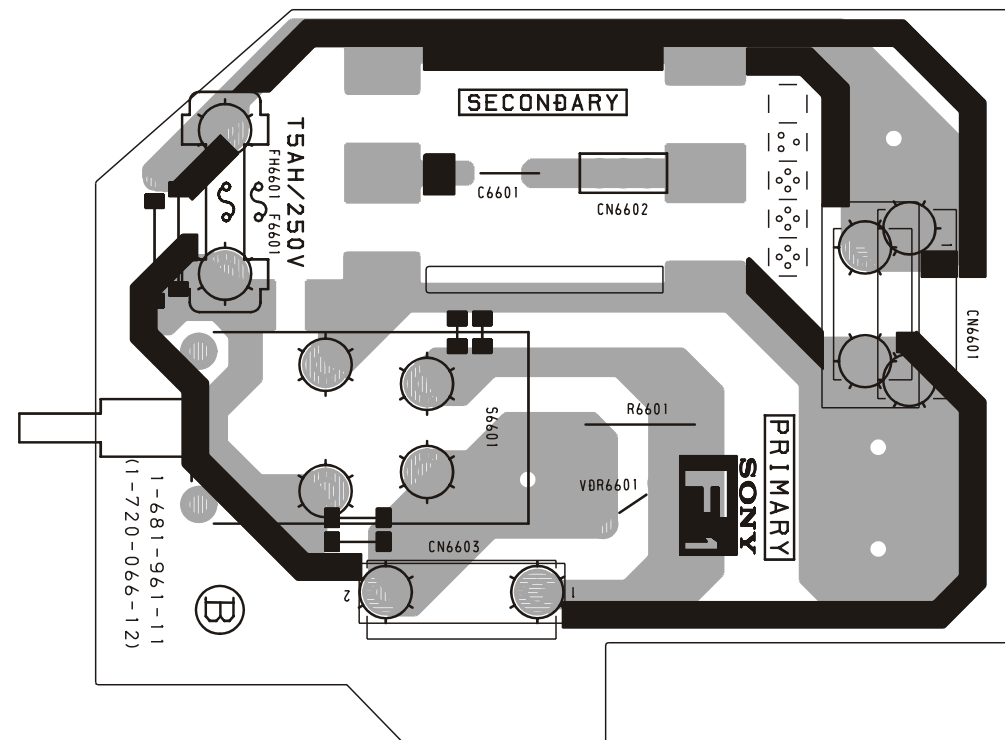 SECONDARY
T5AH/250V
FH6601 F6601
C6601
CN6602
1
CN6601
S6601
R6601
VDR6601
PRIMARY
SONY
CN6603
2
1
1-681-961-11
(1-720-066-12)
B